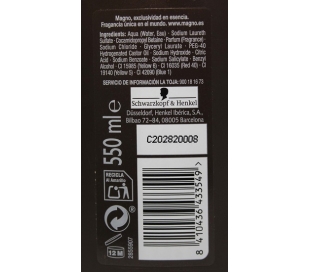 Magno, exclusividad en esencia.
Fragancia única en el mundo. www.magno.es
Ingredients: Aqua (Water, Eau) · Sodium Laureth
Sulfate · Cocamidopropyl Betaine · Parfum (Fragrance) ·
Sodium Chloride · Glyceryl Laurate · PEG-40
Hydrogenated Castor Oil · Sodium Hydroxide · Citric
Acid · Sodium Benzoate · Sodium Salicylate · Benzyl
Alcohol · CI 15985 (Yellow 6) · CI 16035 (Red 40) · CI
19140 (Yellow 5) · CI 42090 (Blue 1)
SERVICIO DE INFORMACIÓN LA TOJA: 900 18 16 73
Schwarzkopf & Henkel
Düsseldorf, Henkel Ibérica, S.A.,
Bilbao 72–84, 08005 Barcelona
C202820008
550 ml e
RECICLA
Al Amarillo
12 M
8 410436 433549